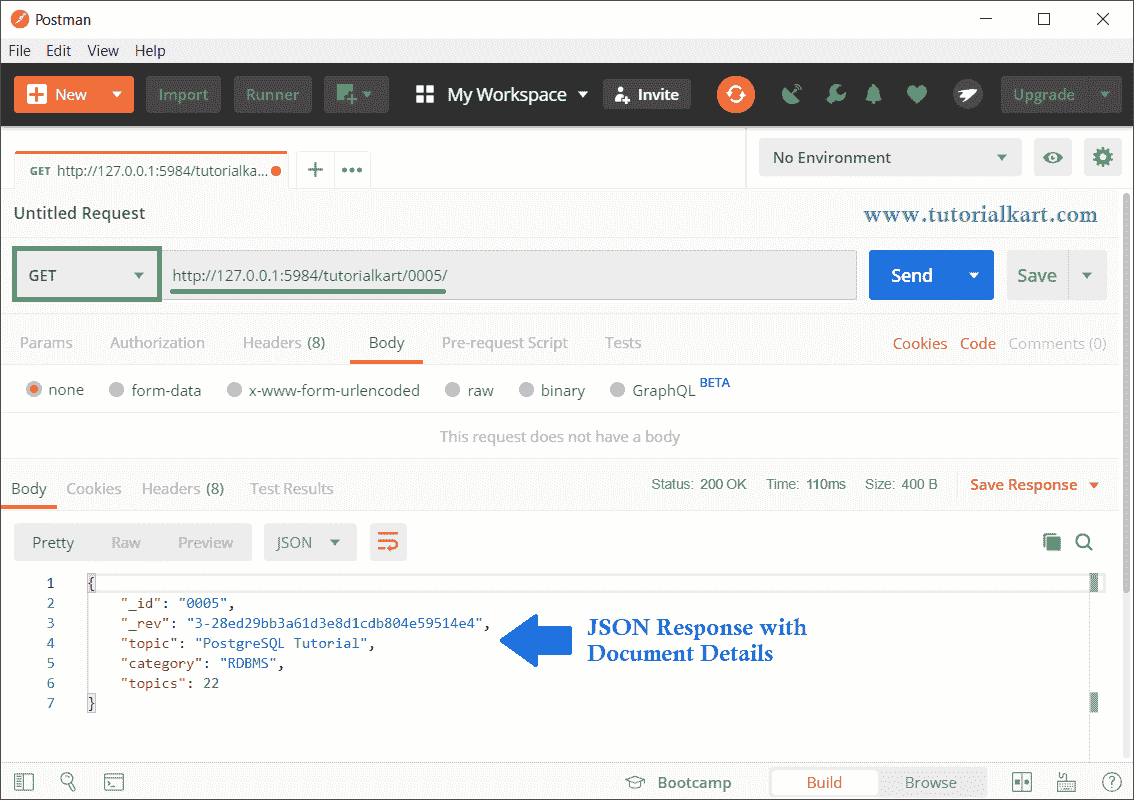 Postman
File Edit View Help
New Import Runner My Workspace Invite Upgrade
GET http://127.0.0.1:5984/tutorialka... No Environment
Untitled Request www.tutorialkart.com
GET http://127.0.0.1:5984/tutorialkart/0005/ Send Save
Params Authorization Headers (8) Body Pre-request Script Tests Cookies Code Comments (0)
none form-data x-www-form-urlencoded raw binary GraphQL BETA
This request does not have a body
Body Cookies Headers (8) Test Results Status: 200 OK Time: 110ms Size: 400 B Save Response
Pretty Raw Preview JSON
1 {
2 "_id": "0005",
3 "_rev": "3-28ed29bb3a61d3e8d1cdb804e59514e4",
4 "topic": "PostgreSQL Tutorial",
5 "category": "RDBMS",
6 "topics": 22
7 }
JSON Response with
Document Details
Bootcamp Build Browse